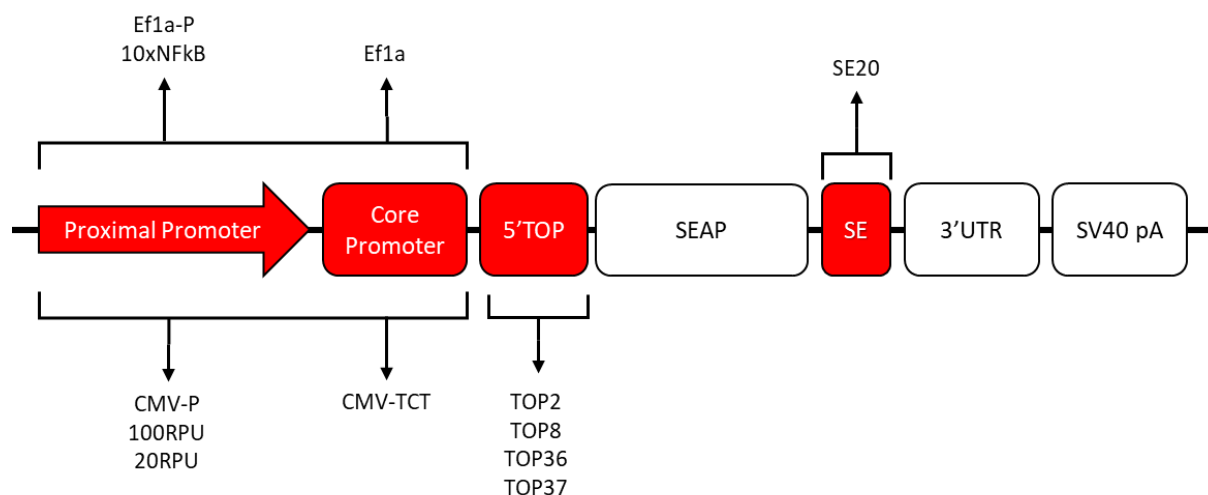 Ef1a-P
10xNFkB
Ef1a
SE20
Proximal Promoter
Core
Promoter
5'TOP
SEAP
SE
3'UTR
SV40 pA
CMV-P
100RPU
20RPU
CMV-TCT
TOP2
TOP8
TOP36
TOP37